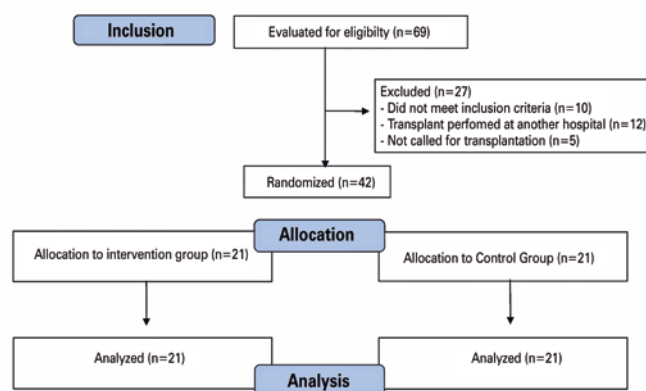 Inclusion
Evaluated for eligibilty (n=69)
Excluded (n=27)
- Did not meet inclusion criteria (n=10)
- Transplant perfomed at another hospital (n=12)
- Not called for transplantation (n=5)
Randomized (n=42)
Allocation
Allocation to intervention group (n=21)
Allocation to Control Group (n=21)
Analyzed (n=21)
Analyzed (n=21)
Analysis